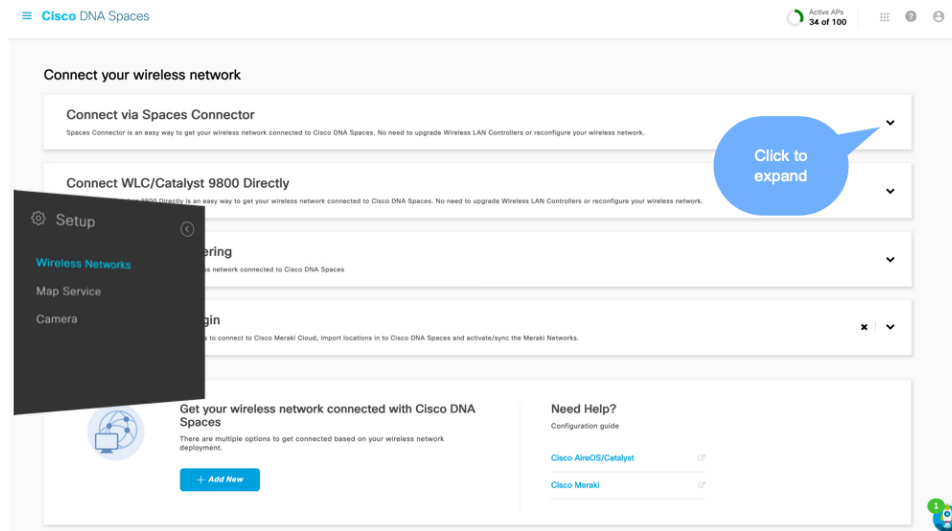 Cisco DNA Spaces
Active APs
34 of 100
Connect your wireless network
Connect via Spaces Connector
Spaces Connector is an easy way to get your wireless network connected to Cisco DNA Spaces. No need to upgrade Wireless LAN Controllers or reconfigure your wireless network.
Click to
expand
Connect WLC/Catalyst 9800 Directly
9800 Directly is an easy way to get your wireless network connected to Cisco DNA Spaces. No need to upgrade Wireless LAN Controllers or reconfigure your wireless network.
Setup
Wireless Networks
Map Service
Camera
ering
network connected to Cisco DNA Spaces
gin
to connect to Cisco Meraki Cloud, import locations in to Cisco DNA Spaces and activate/sync the Meraki Networks.
Get your wireless network connected with Cisco DNA
Spaces
There are multiple options to get connected based on your wireless network
deployment.
+ Add New
Need Help?
Configuration guide
Cisco AireOS/Catalyst
Cisco Meraki
1